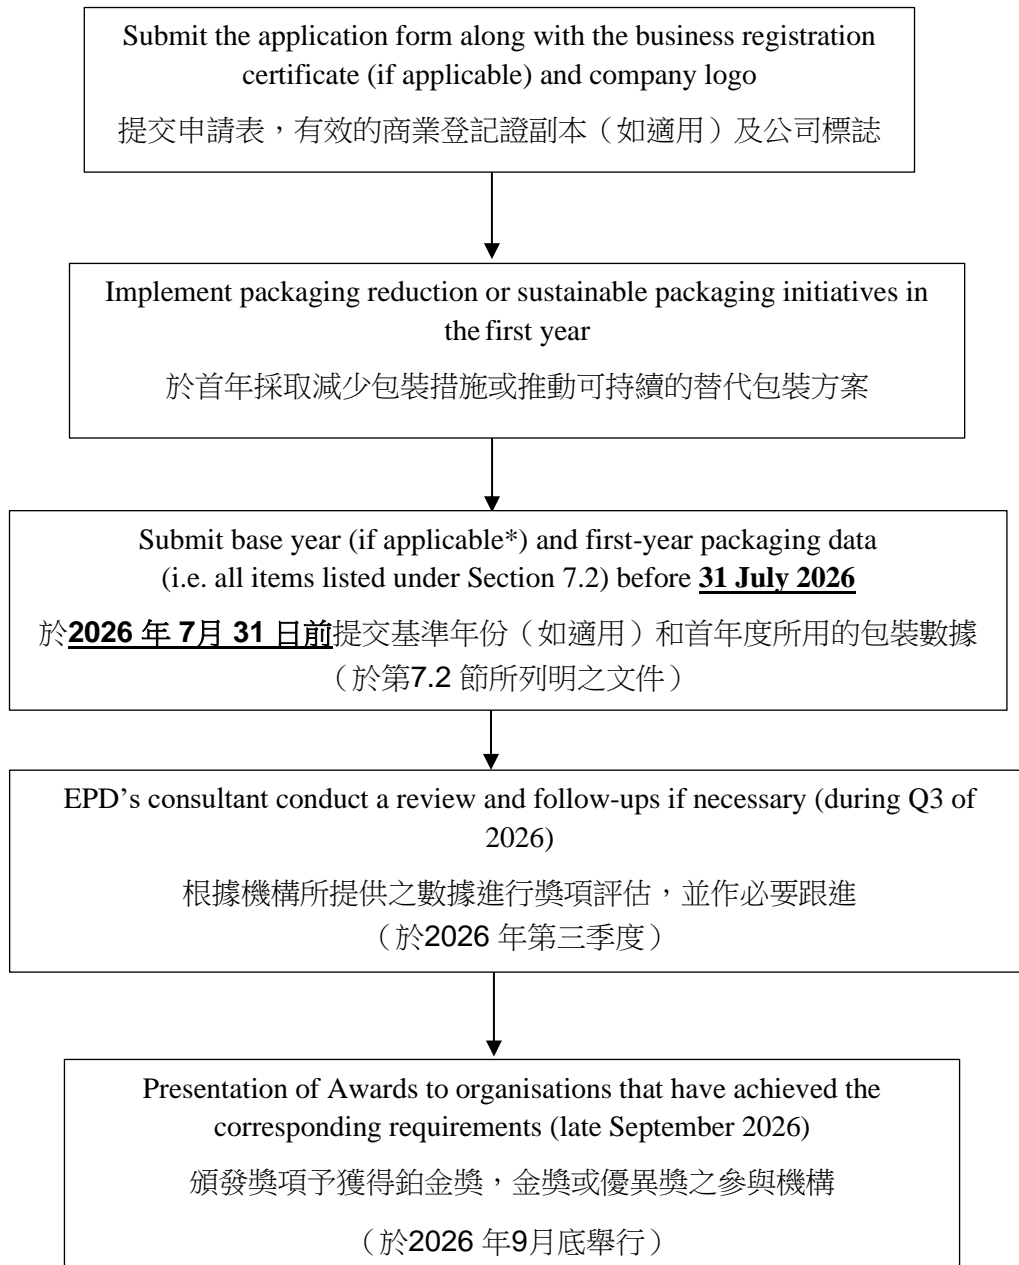 Submit the application form along with the business registration
certificate (if applicable) and company logo
提交申請表，有效的商業登記證副本（如適用）及公司標誌
Implement packaging reduction or sustainable packaging initiatives in
the first year
於首年採取減少包裝措施或推動可持續的替代包裝方案
Submit base year (if applicable*) and first-year packaging data
(i.e. all items listed under Section 7.2) before 31 July 2026
於2026 年 7月 31 日前提交基準年份（如適用）和首年度所用的包裝數據
（於第7.2 節所列明之文件）
EPD’s consultant conduct a review and follow-ups if necessary (during Q3 of
2026)
根據機構所提供之數據進行獎項評估，並作必要跟進
（於2026 年第三季度）
Presentation of Awards to organisations that have achieved the
corresponding requirements (late September 2026)
頒發獎項予獲得鉑金獎，金獎或優異獎之參與機構
（於2026 年9月底舉行）